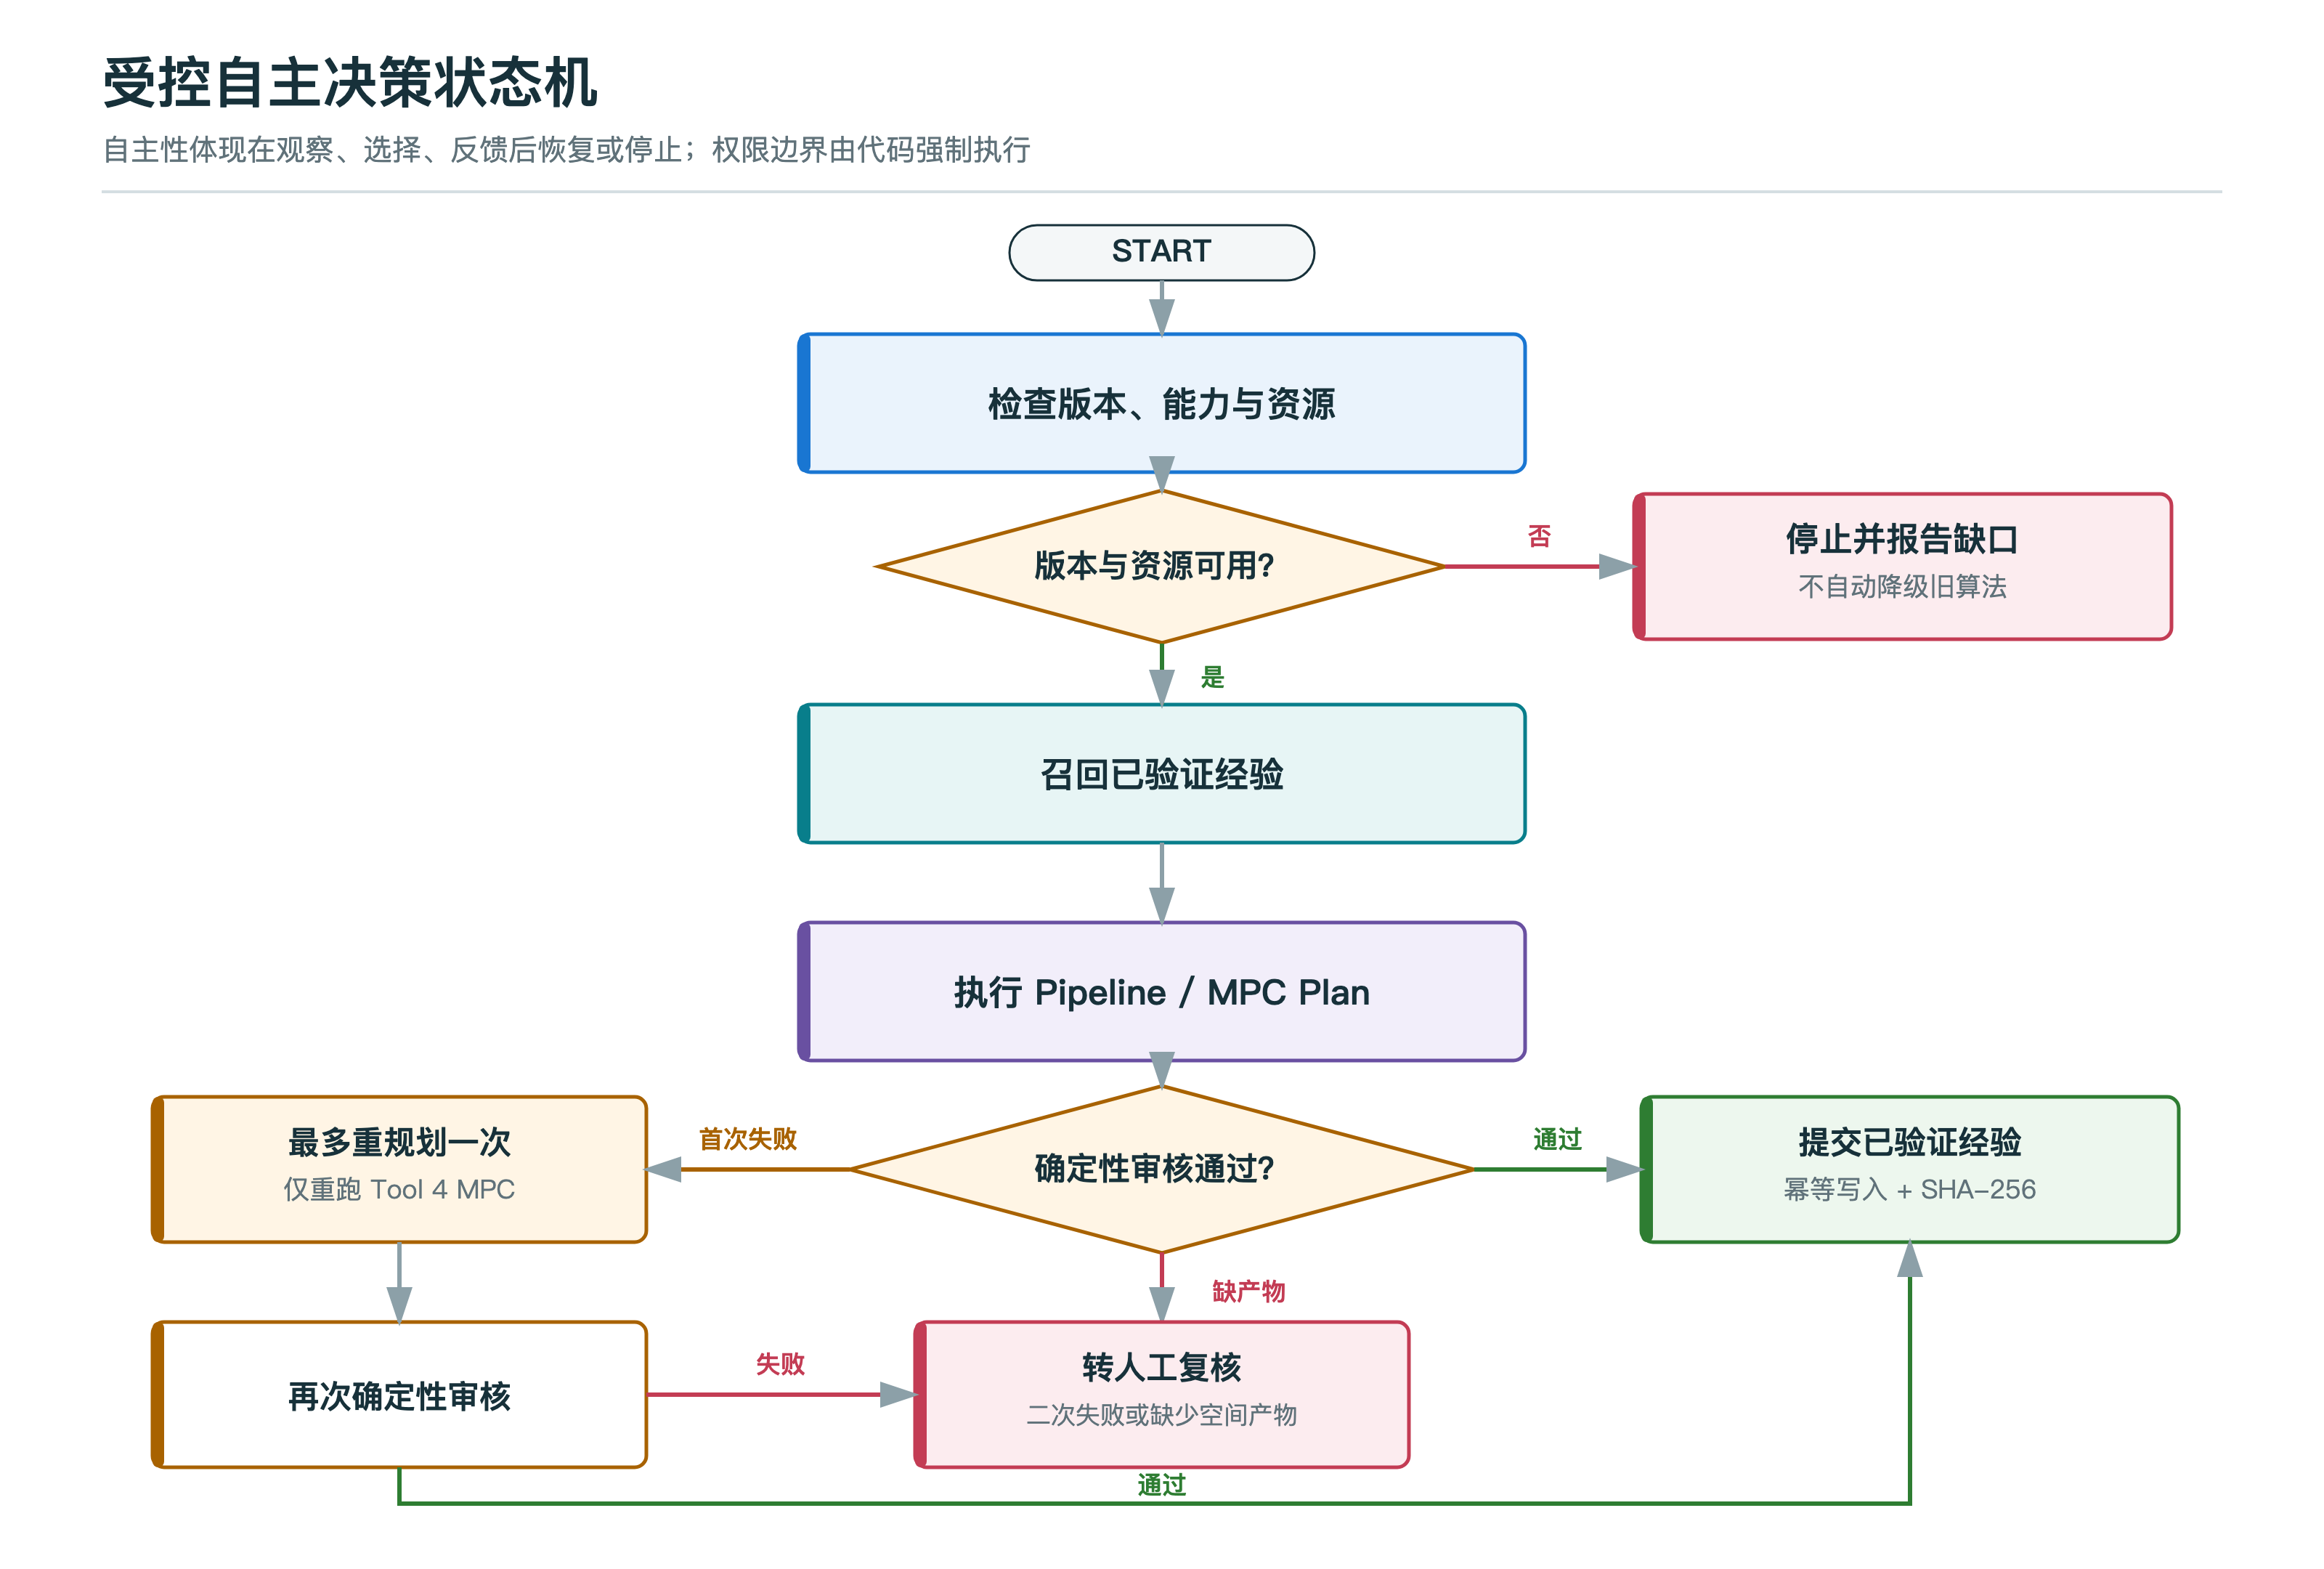 受控自主决策状态机
自主性体现在观察、选择、反馈后恢复或停止；权限边界由代码强制执行
START
检查版本、能力与资源
版本与资源可用?
否
停止并报告缺口
不自动降级旧算法
是
召回已验证经验
执行 Pipeline / MPC Plan
最多重规划一次
仅重跑 Tool 4 MPC
首次失败
确定性审核通过?
通过
提交已验证经验
幂等写入 + SHA-256
缺产物
再次确定性审核
失败
转人工复核
二次失败或缺少空间产物
通过